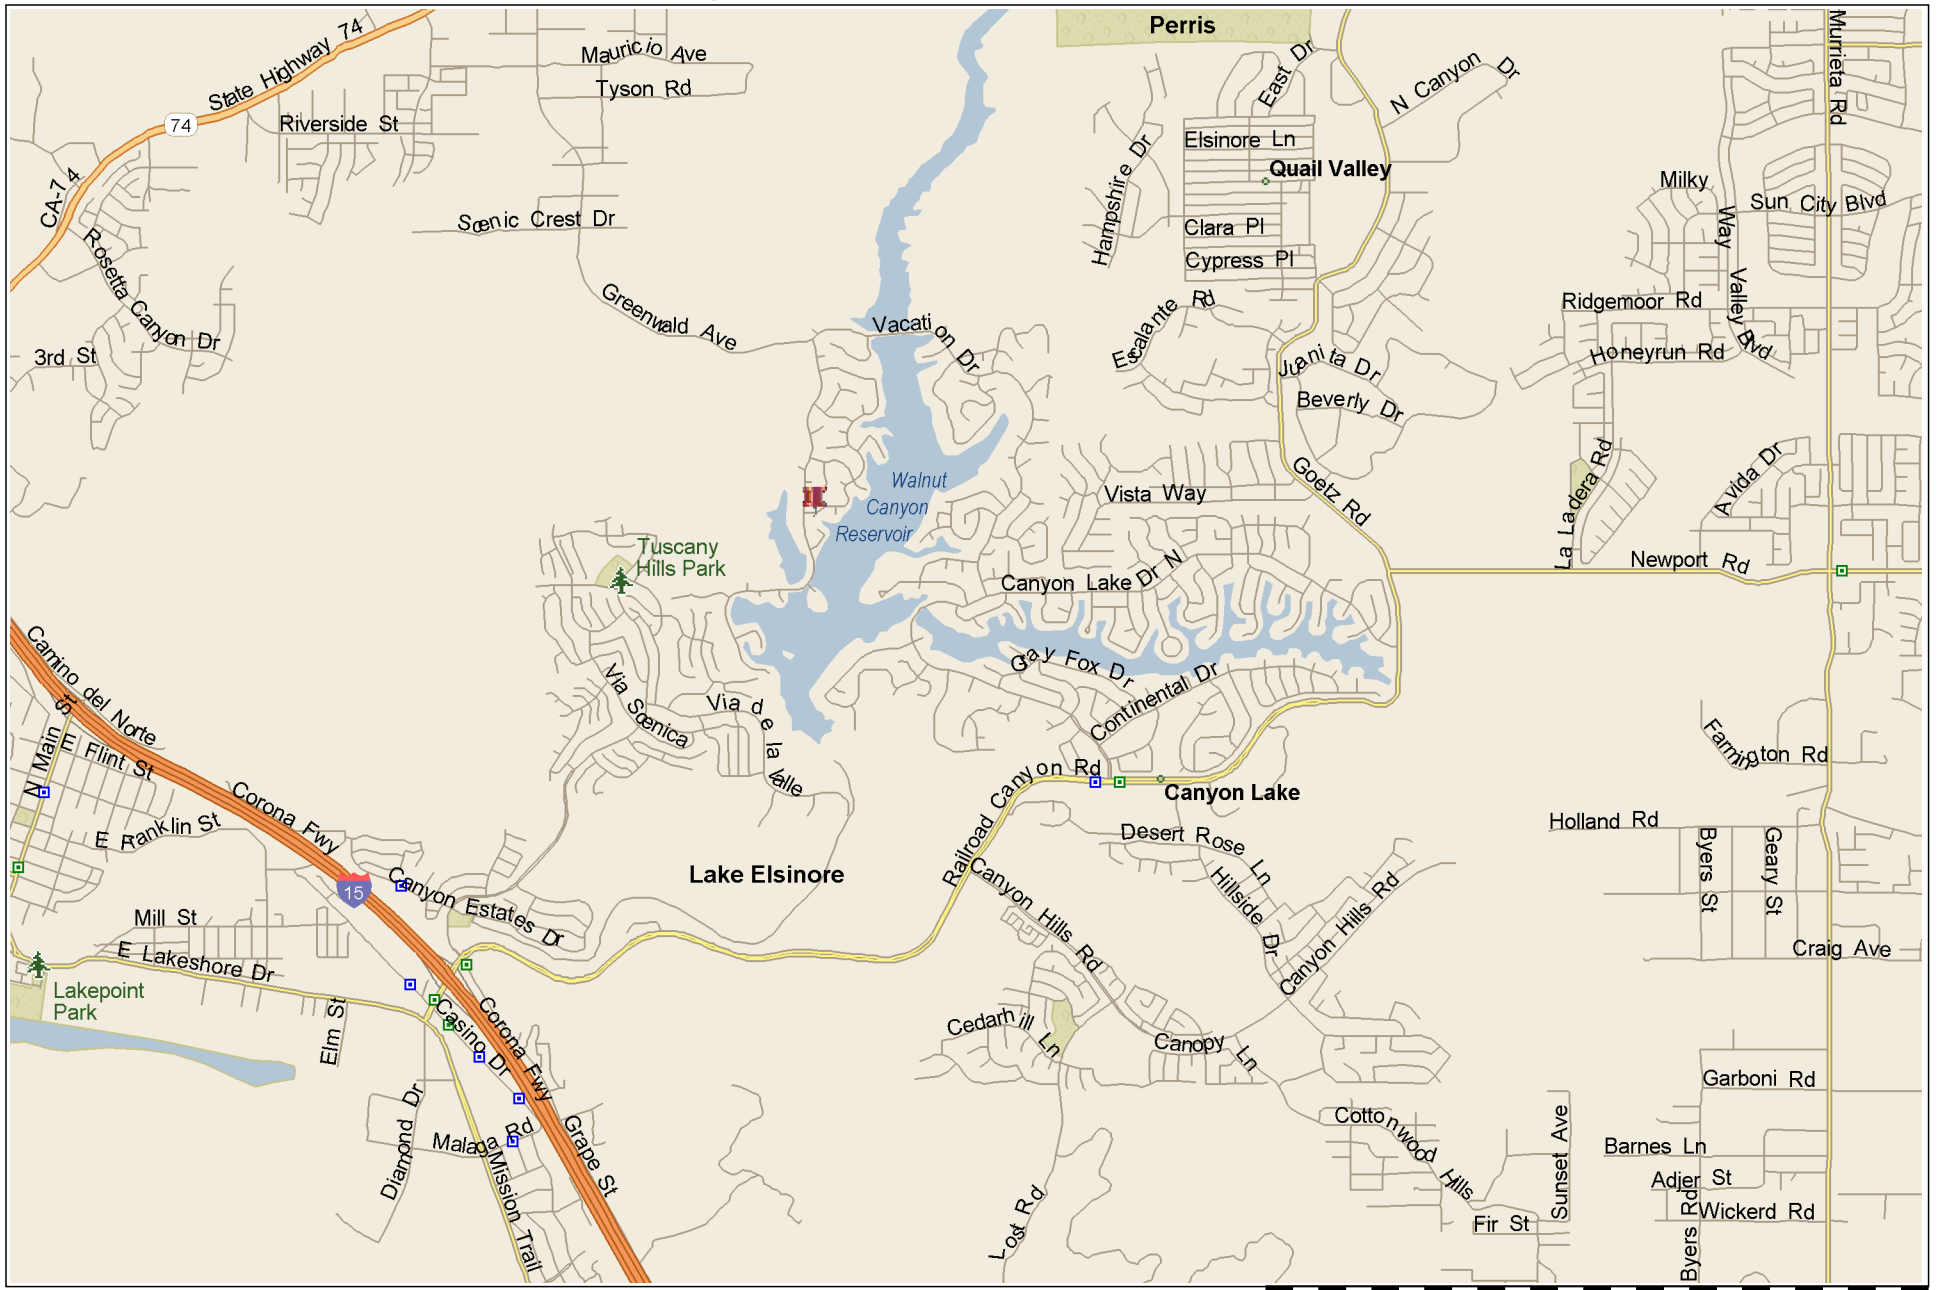 Perris
State Highway 74
Mauricio Ave
Tyson Rd
East Dr
N Canyon Dr
Murrieta Rd
74
Riverside St
Elsinore Ln
Hampshire Dr
Quail Valley
CA-74
Milky Way
Sun City Blvd
Scenic Crest Dr
Clara Pl
Cypress Pl
Rosetta Canyon Dr
Greenwald Ave
Vacation Dr
Escalante Rd
Ridgemoor Rd
Valley Blvd
3rd St
Juanita Dr
Honeyrun Rd
Beverly Dr
Walnut
Canyon
Reservoir
Vista Way
Goetz Rd
La Ladera Rd
Avida Dr
Tuscany
Hills Park
Canyon Lake Dr N
Newport Rd
Camino del Norte
Gray Fox Dr
Continental Dr
Via Scenica
Via de la Valle
N Main St
E Flint St
Farmington Rd
Railroad Canyon Rd
Canyon Lake
Corona Fwy
E Franklin St
Desert Rose Ln
Holland Rd
Byers St
Geary St
Lake Elsinore
15
Canyon Estates Dr
Canyon Hills Rd
Hillside Dr
Canyon Hills Rd
Mill St
E Lakeshore Dr
Craig Ave
Lakepoint
Park
Elm St
Casino Dr
Corona Fwy
Cedarhill Ln
Canopy Ln
Garboni Rd
Diamond Dr
Malaga Rd
Grape St
Cottonwood Hills
Sunset Ave
Barnes Ln
Adjer St
Mission Trail
Lost Rd
Fir St
Byers Rd
Wickerd Rd